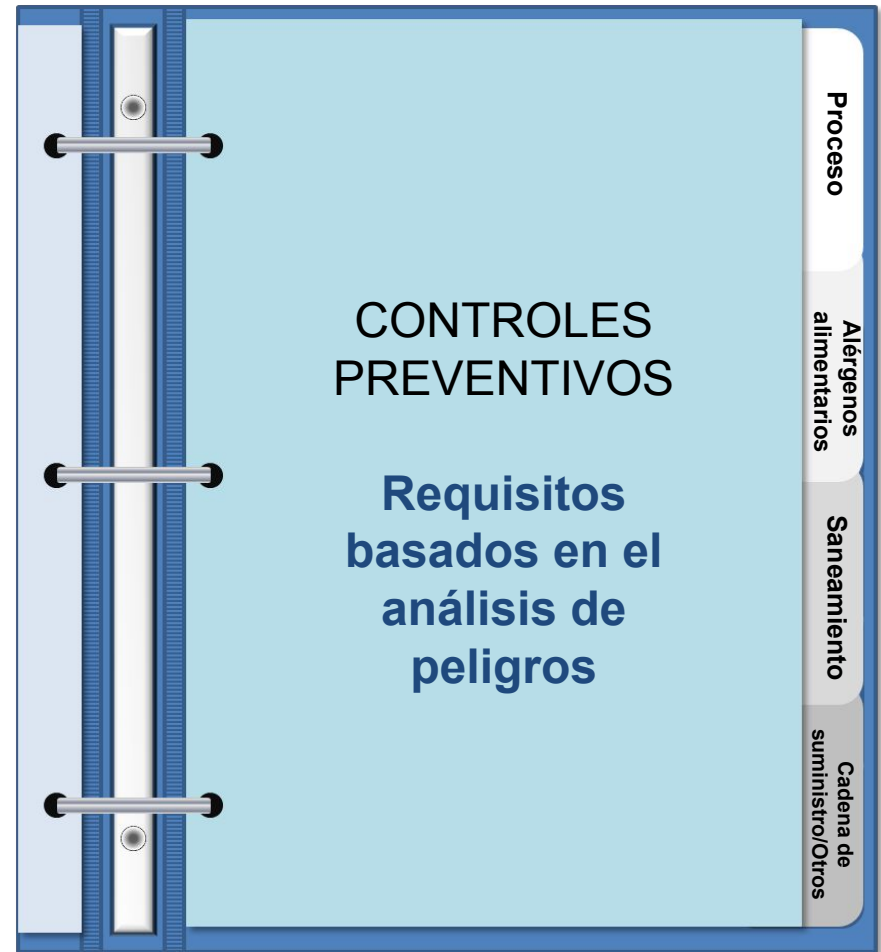 CONTROLES
PREVENTIVOS
Requisitos
basados en el
análisis de
peligros
Proceso
Alérgenos
alimentarios
Saneamiento
Cadena de
suministro/Otros